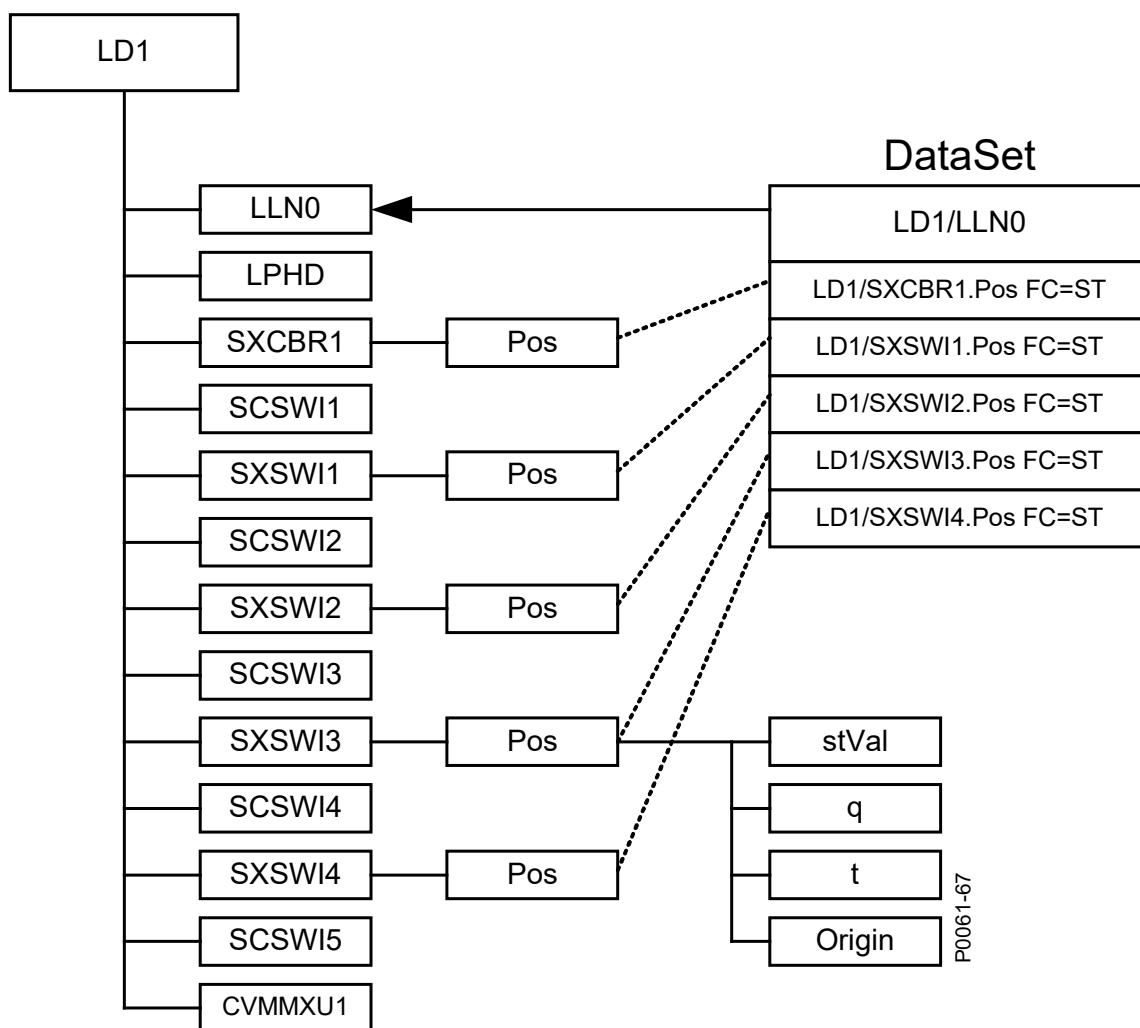 LD1
DataSet
LLN0
LD1/LLN0
LPHD
LD1/SXCBR1.Pos FC=ST
SXCBR1
Pos
LD1/SXSWI1.Pos FC=ST
SCSWI1
LD1/SXSWI2.Pos FC=ST
SXSWI1
Pos
LD1/SXSWI3.Pos FC=ST
SCSWI2
LD1/SXSWI4.Pos FC=ST
SXSWI2
Pos
SCSWI3
SXSWI3
Pos
stVal
SCSWI4
q
SXSWI4
Pos
t
SCSWI5
Origin
P0061-67
CVMMXU1